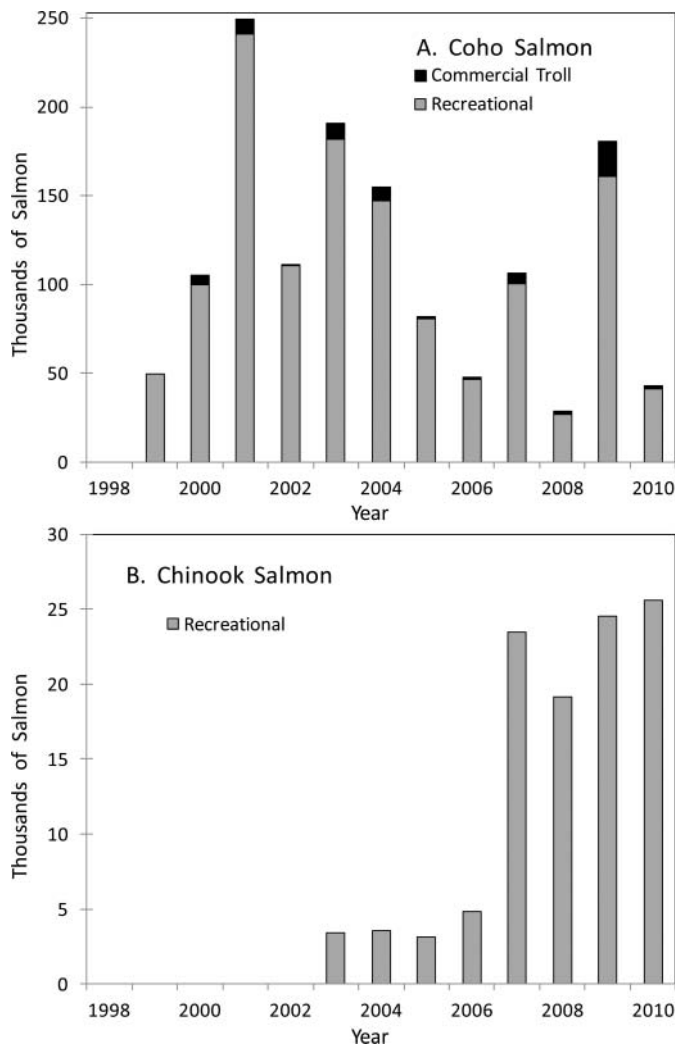 250
200
150
100
50
0
Thousands of Salmon
A. Coho Salmon
Commercial Troll
Recreational
1998 2000 2002 2004 2006 2008 2010
Year
30
25
20
15
10
5
0
Thousands of Salmon
B. Chinook Salmon
Recreational
1998 2000 2002 2004 2006 2008 2010
Year